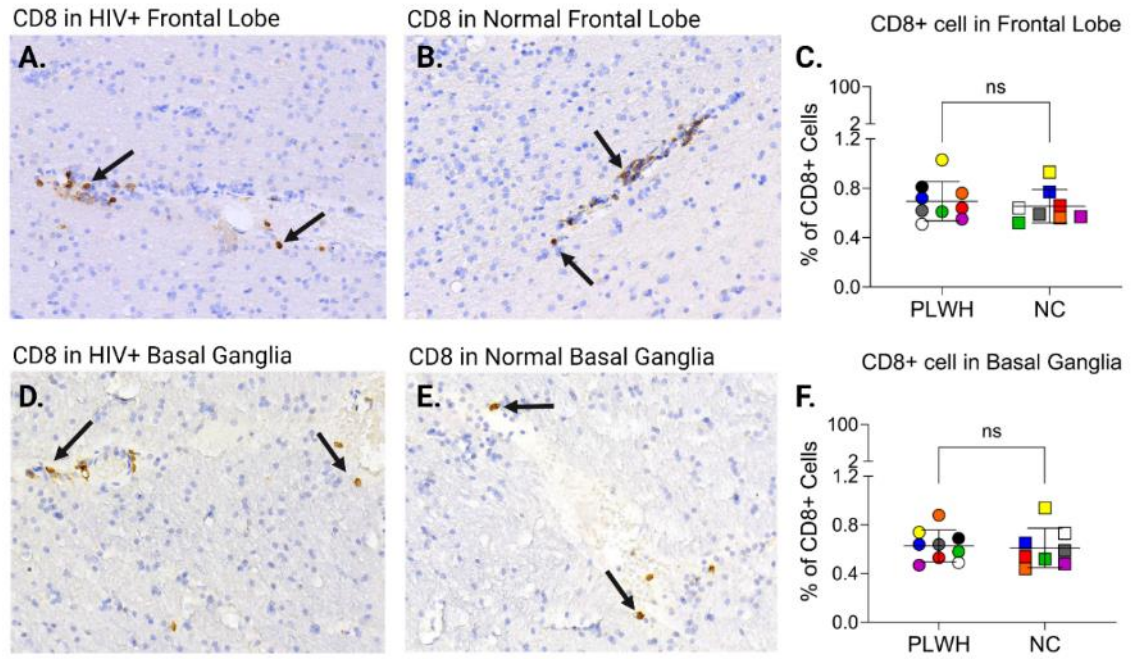 CD8 in HIV+ Frontal Lobe
CD8 in Normal Frontal Lobe
CD8+ cell in Frontal Lobe
A.
B.
C.
ns
% of CD8+ Cells
100
2
1.2
0.8
0.4
0.0
PLWH
NC
CD8 in HIV+ Basal Ganglia
CD8 in Normal Basal Ganglia
CD8+ cell in Basal Ganglia
D.
E.
F.
ns
% of CD8+ Cells
100
2
1.2
0.8
0.4
0.0
PLWH
NC